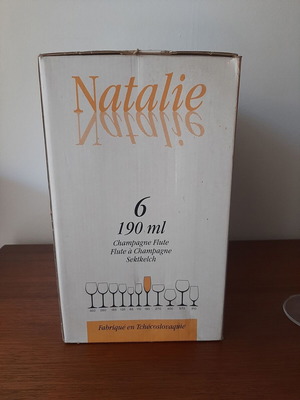 Natalie
6
190 ml
Champagne Flute
Flute à Champagne
Sektkelch
Fabriqué en Tchécoslovaquie